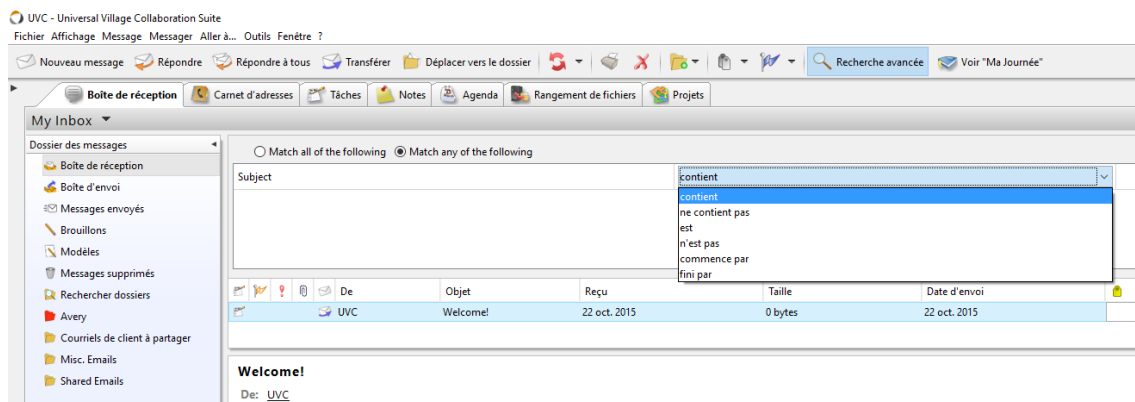 UVC - Universal Village Collaboration Suite
Fichier Affichage Message Messager Aller à... Outils Fenêtre ?
Nouveau message Répondre Répondre à tous Transférer Déplacer vers le dossier Recherche avancée Voir "Ma Journée"
Boîte de réception Carnet d'adresses Tâches Notes Agenda Rangement de fichiers Projets
My Inbox
Dossier des messages
Match all of the following Match any of the following
Boîte de réception
Subject contient
Boîte d'envoi
contient
Messages envoyés
ne contient pas
Brouillons
est
Modèles
n'est pas
commence par
Messages supprimés
fini par
Rechercher dossiers
De Objet Reçu Taille Date d'envoi
Avery
UVC Welcome! 22 oct. 2015 0 bytes 22 oct. 2015
Courriels de client à partager
Misc. Emails
Shared Emails
Welcome!
De: UVC